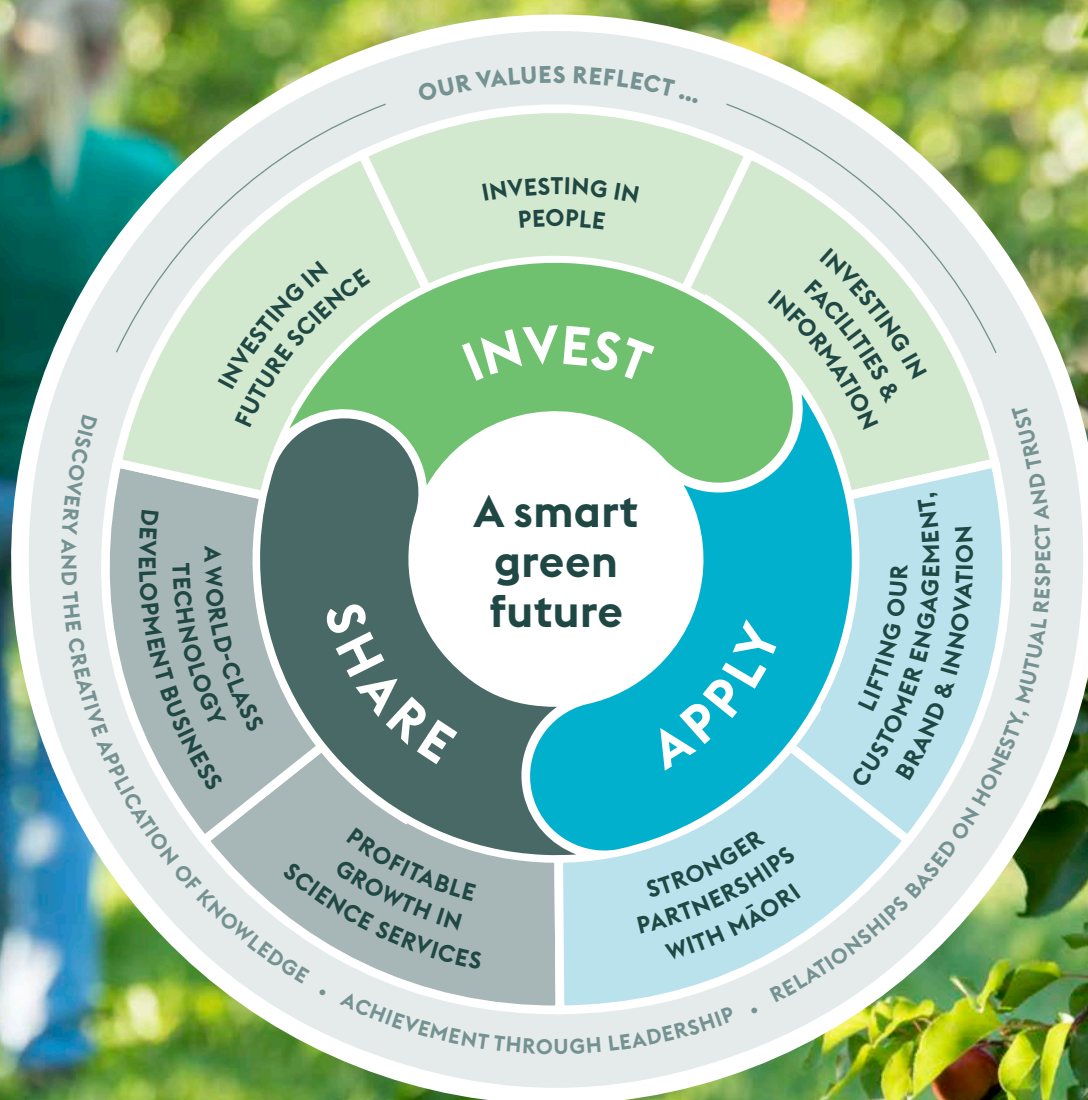 OUR VALUES REFLECT ...
INVESTING IN
PEOPLE
INVESTING IN
FACILITIES &
INFORMATION
LIFTING OUR
CUSTOMER ENGAGEMENT,
BRAND & INNOVATION
STRONGER
PARTNERSHIPS
WITH MĀORI
PROFITABLE
GROWTH IN
SCIENCE SERVICES
A WORLD-CLASS
TECHNOLOGY
DEVELOPMENT BUSINESS
INVESTING IN
FUTURE SCIENCE
INVEST
APPLY
SHARE
A smart
green
future
DISCOVERY AND THE CREATIVE APPLICATION OF KNOWLEDGE • ACHIEVEMENT THROUGH LEADERSHIP • RELATIONSHIPS BASED ON HONESTY, MUTUAL RESPECT AND TRUST